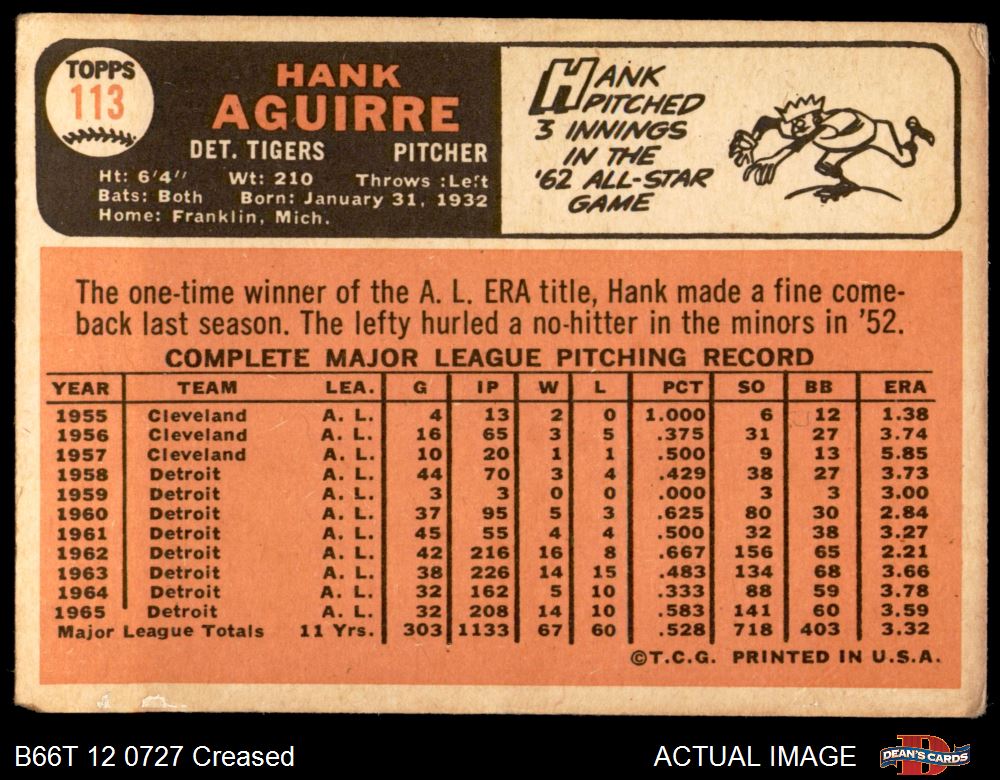 TOPPS
113
HANK
AGUIRRE
DET. TIGERS PITCHER
Ht: 6'4" Wt: 210 Throws :Left
Bats: Both Born: January 31, 1932
Home: Franklin, Mich.
HANK
PITCHED
3 INNINGS
IN THE
'62 ALL-STAR
GAME
The one-time winner of the A. L. ERA title, Hank made a fine come-
back last season. The lefty hurled a no-hitter in the minors in '52.
COMPLETE MAJOR LEAGUE PITCHING RECORD
YEAR TEAM LEA. G IP W L PCT SO BB ERA
1955 Cleveland A. L. 4 13 2 0 1.000 6 12 1.38
1956 Cleveland A. L. 16 65 3 5 .375 31 27 3.74
1957 Cleveland A. L. 10 20 1 1 .500 9 13 5.85
1958 Detroit A. L. 44 70 3 4 .429 38 27 3.73
1959 Detroit A. L. 3 3 0 0 .000 3 3 3.00
1960 Detroit A. L. 37 95 5 3 .625 80 30 2.84
1961 Detroit A. L. 45 55 4 4 .500 32 38 3.27
1962 Detroit A. L. 42 216 16 8 .667 156 65 2.21
1963 Detroit A. L. 38 226 14 15 .483 134 68 3.66
1964 Detroit A. L. 32 162 5 10 .333 88 59 3.78
1965 Detroit A. L. 32 208 14 10 .583 141 60 3.59
Major League Totals 11 Yrs. 303 1133 67 60 .528 718 403 3.32
©T.C.G. PRINTED IN U.S.A.
B66T 12 0727 Creased ACTUAL IMAGE DEAN'S CARDS